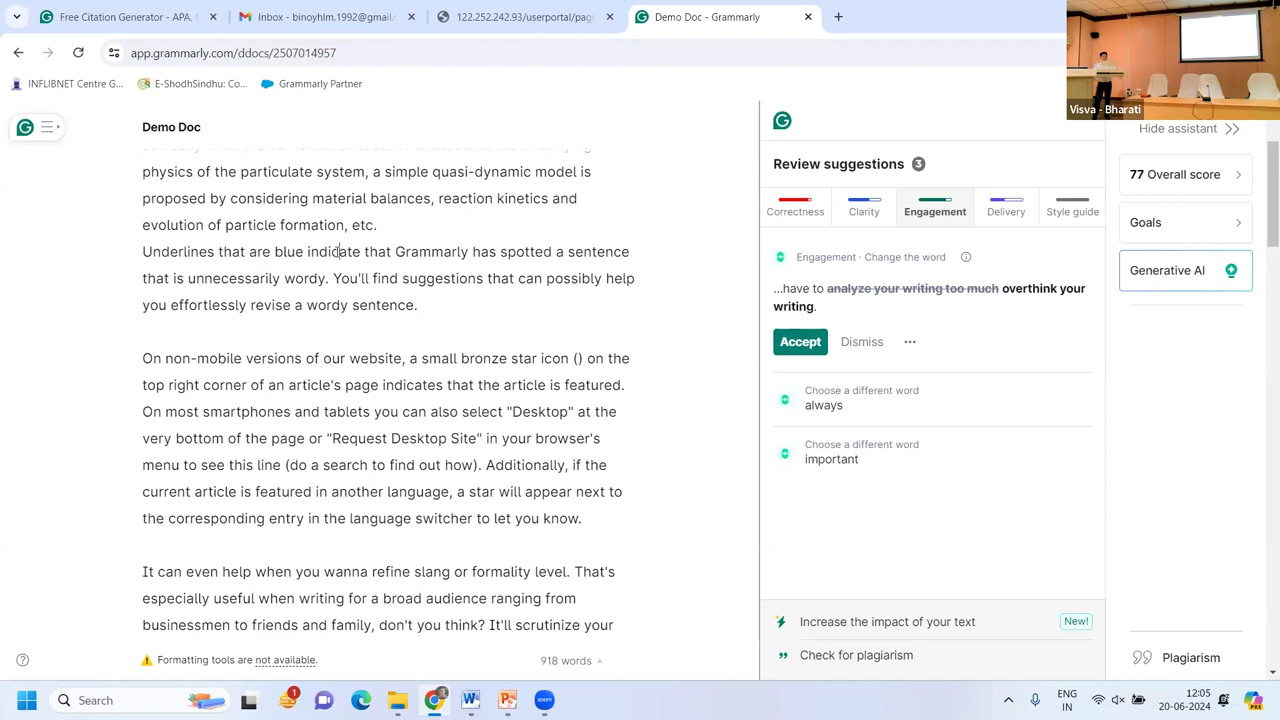 Free Citation Generator - APA,
Inbox - binoyhlm.1992@gmail.
122.252.242.93/userportal/pag
Demo Doc - Grammarly
app.grammarly.com/ddocs/2507014957
INFLIBNET Centre G...
E-ShodhSindhu: Co...
Grammarly Partner
Visva - Bharati
Demo Doc
physics of the particulate system, a simple quasi-dynamic model is
proposed by considering material balances, reaction kinetics and
evolution of particle formation, etc.
Underlines that are blue indicate that Grammarly has spotted a sentence
that is unnecessarily wordy. You'll find suggestions that can possibly help
you effortlessly revise a wordy sentence.
On non-mobile versions of our website, a small bronze star icon () on the
top right corner of an article's page indicates that the article is featured.
On most smartphones and tablets you can also select "Desktop" at the
very bottom of the page or "Request Desktop Site" in your browser's
menu to see this line (do a search to find out how). Additionally, if the
current article is featured in another language, a star will appear next to
the corresponding entry in the language switcher to let you know.
It can even help when you wanna refine slang or formality level. That's
especially useful when writing for a broad audience ranging from
businessmen to friends and family, don't you think? It'll scrutinize your
Formatting tools are not available.
918 words
Review suggestions 3
Correctness
Clarity
Engagement
Delivery
Style guide
Engagement · Change the word
...have to analyze your writing too much overthink your
writing.
Accept
Dismiss
Choose a different word
always
Choose a different word
important
Increase the impact of your text
New!
Check for plagiarism
Hide assistant
77 Overall score
Goals
Generative AI
Plagiarism
Search
1
ENG
IN
12:05
20-06-2024
PRE